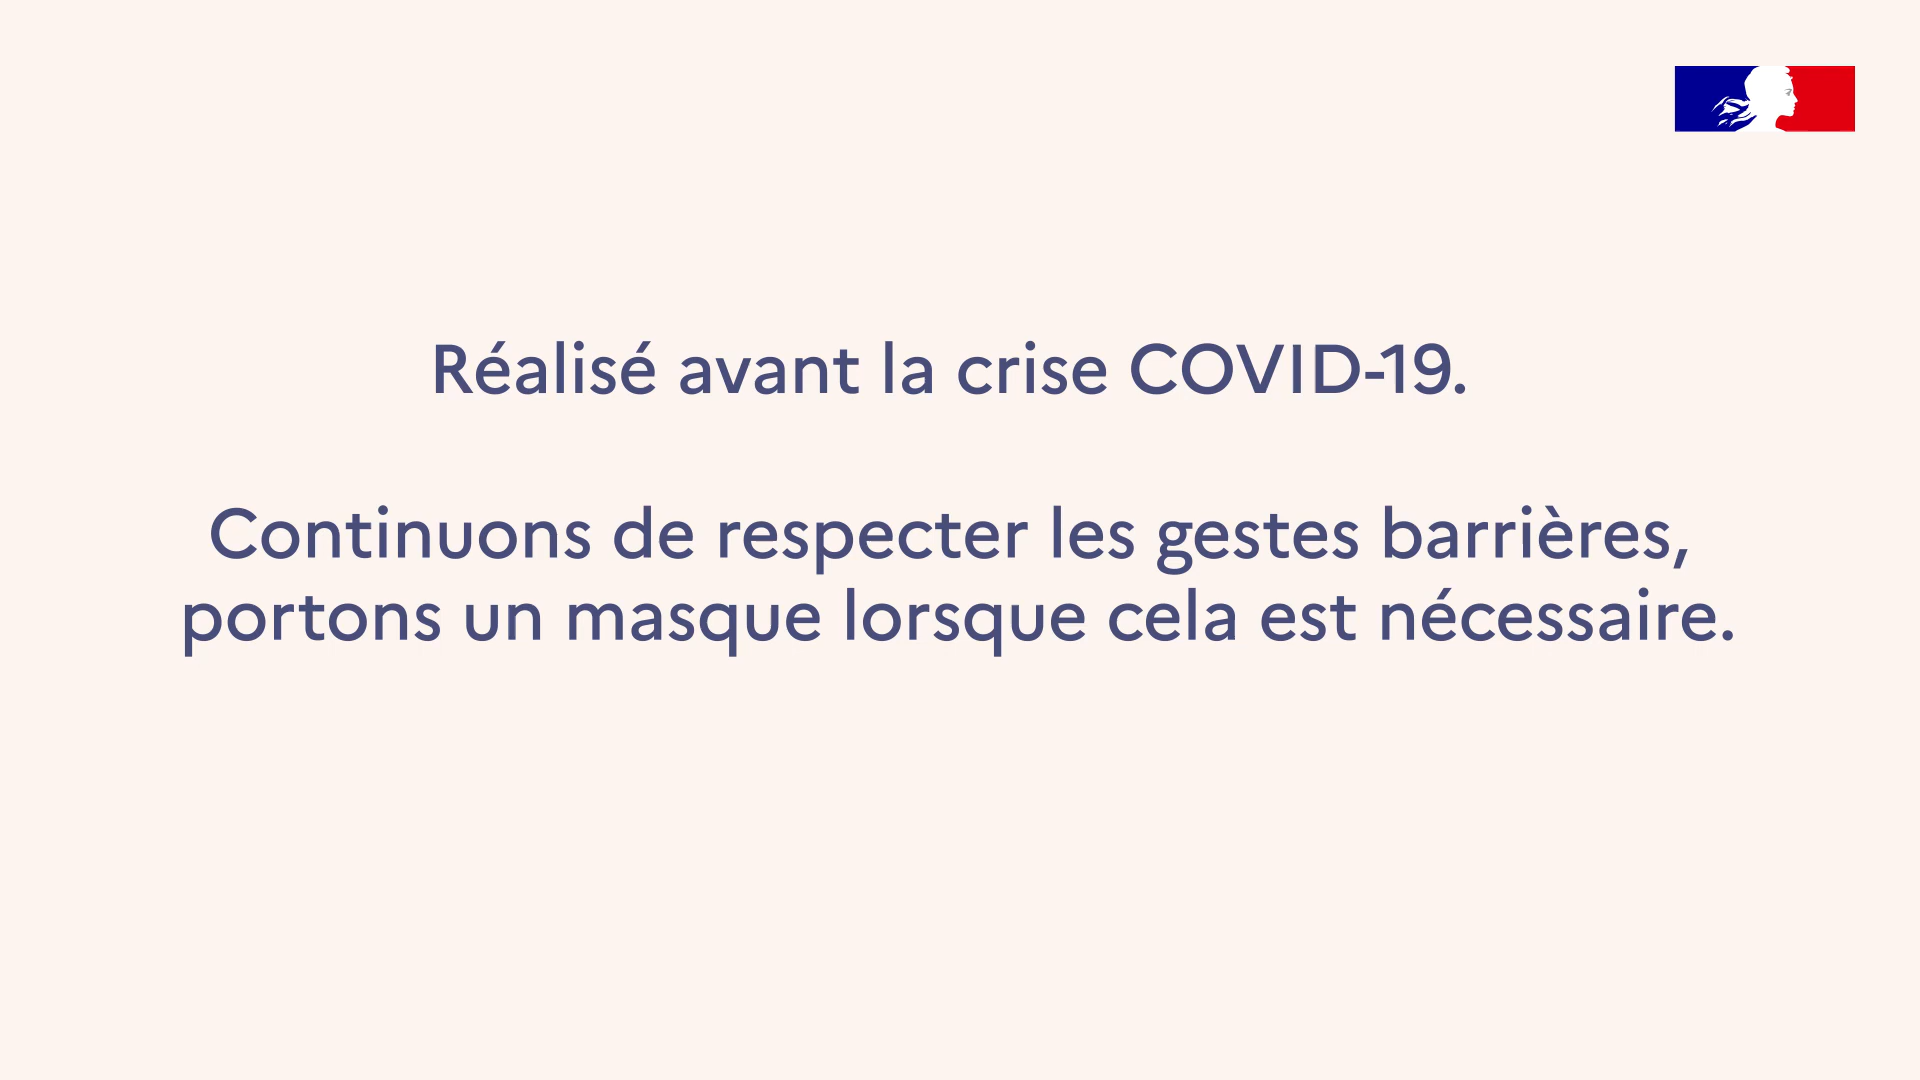 Réalisé avant la crise COVID-19.
Continuons de respecter les gestes barrières,
portons un masque lorsque cela est nécessaire.